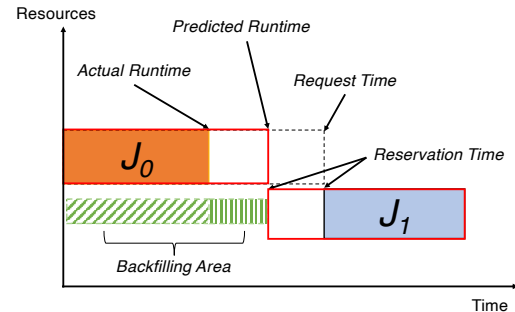 Resources
Predicted Runtime
Actual Runtime
Request Time
J0
Reservation Time
J1
Backfilling Area
Time